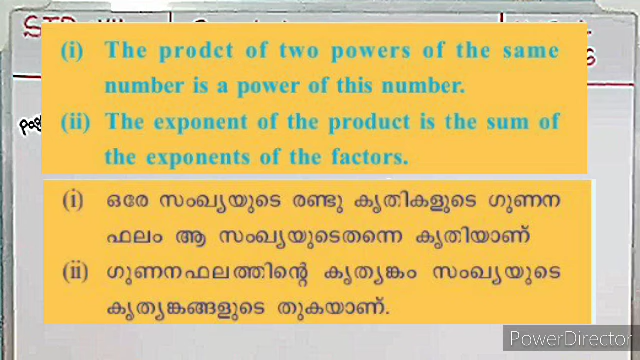 STD VII
(i) The prodct of two powers of the same
number is a power of this number.
(ii) The exponent of the product is the sum of
the exponents of the factors.
(i) ഒരേ സംഖ്യയുടെ രണ്ടു കൃതികളുടെ ഗുണന
ഫലം ആ സംഖ്യയുടെതന്നെ കൃതിയാണ്
(ii) ഗുണനഫലത്തിന്റെ കൃത്യങ്കം സംഖ്യയുടെ
കൃത്യങ്കങ്ങളുടെ തുകയാണ്.
PowerDirector